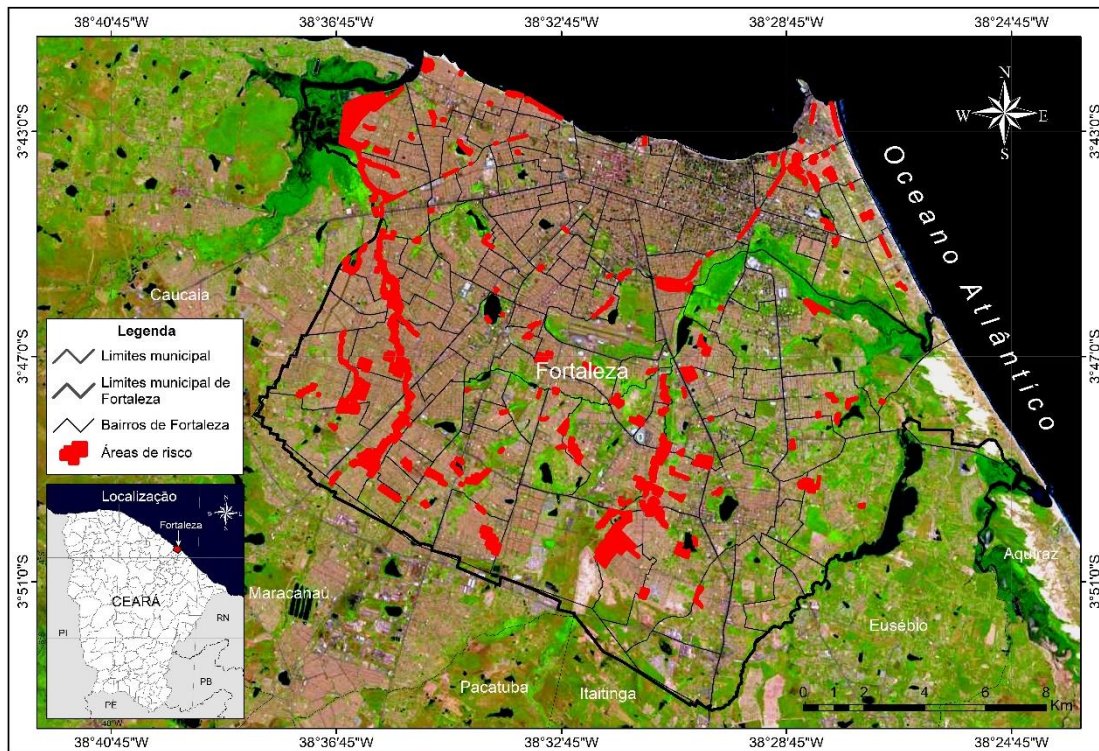 38°40'45"W 38°36'45"W 38°32'45"W 38°28'45"W 38°24'45"W
N
W E
S
3°43'0"S 3°43'0"S
Oceano Atlântico
Caucaia
3°47'0"S 3°47'0"S
Fortaleza
Legenda
Limites municipal
Limites municipal de
Fortaleza
Bairros de Fortaleza
Áreas de risco
Localização
Fortaleza
CEARÁ
RN
PI
PB
PE
40°W
3°51'0"S 3°51'0"S
Aquiraz
Maracanaú
Eusébio
Pacatuba
Itaitinga
0 1 2 4 6 8
Km
38°40'45"W 38°36'45"W 38°32'45"W 38°28'45"W 38°24'45"W